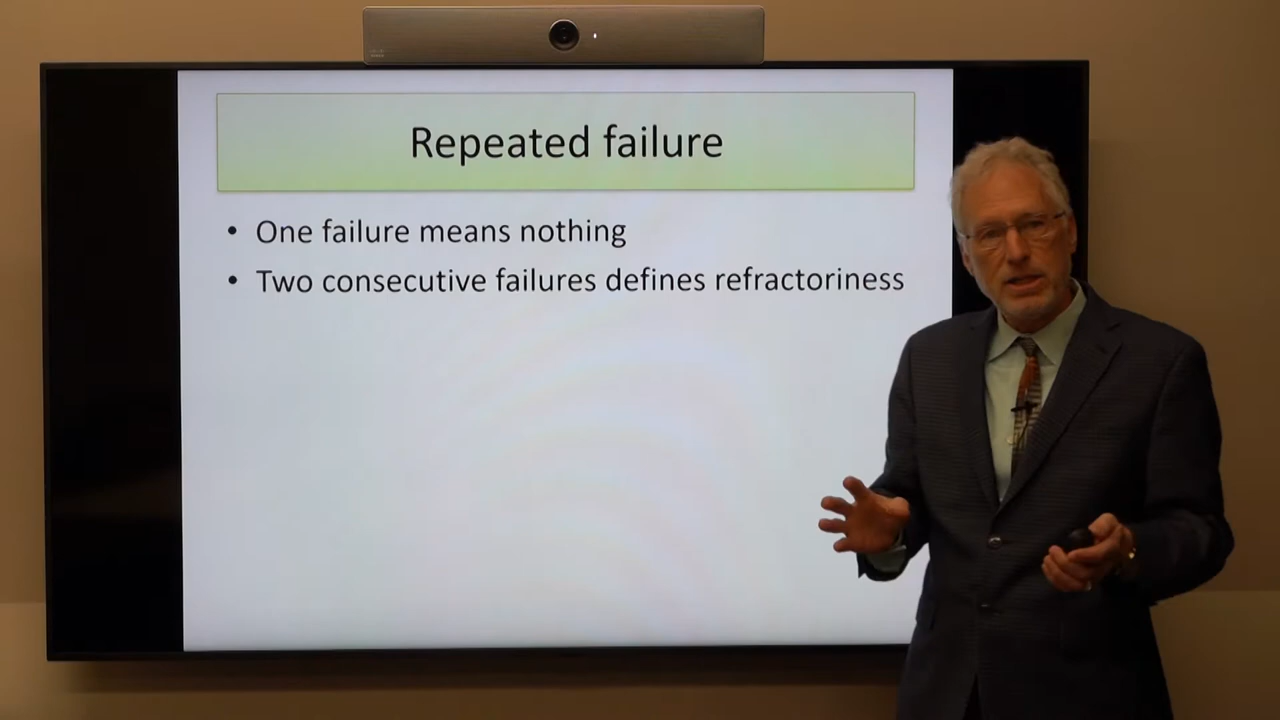 Repeated failure
• One failure means nothing
• Two consecutive failures defines refractoriness